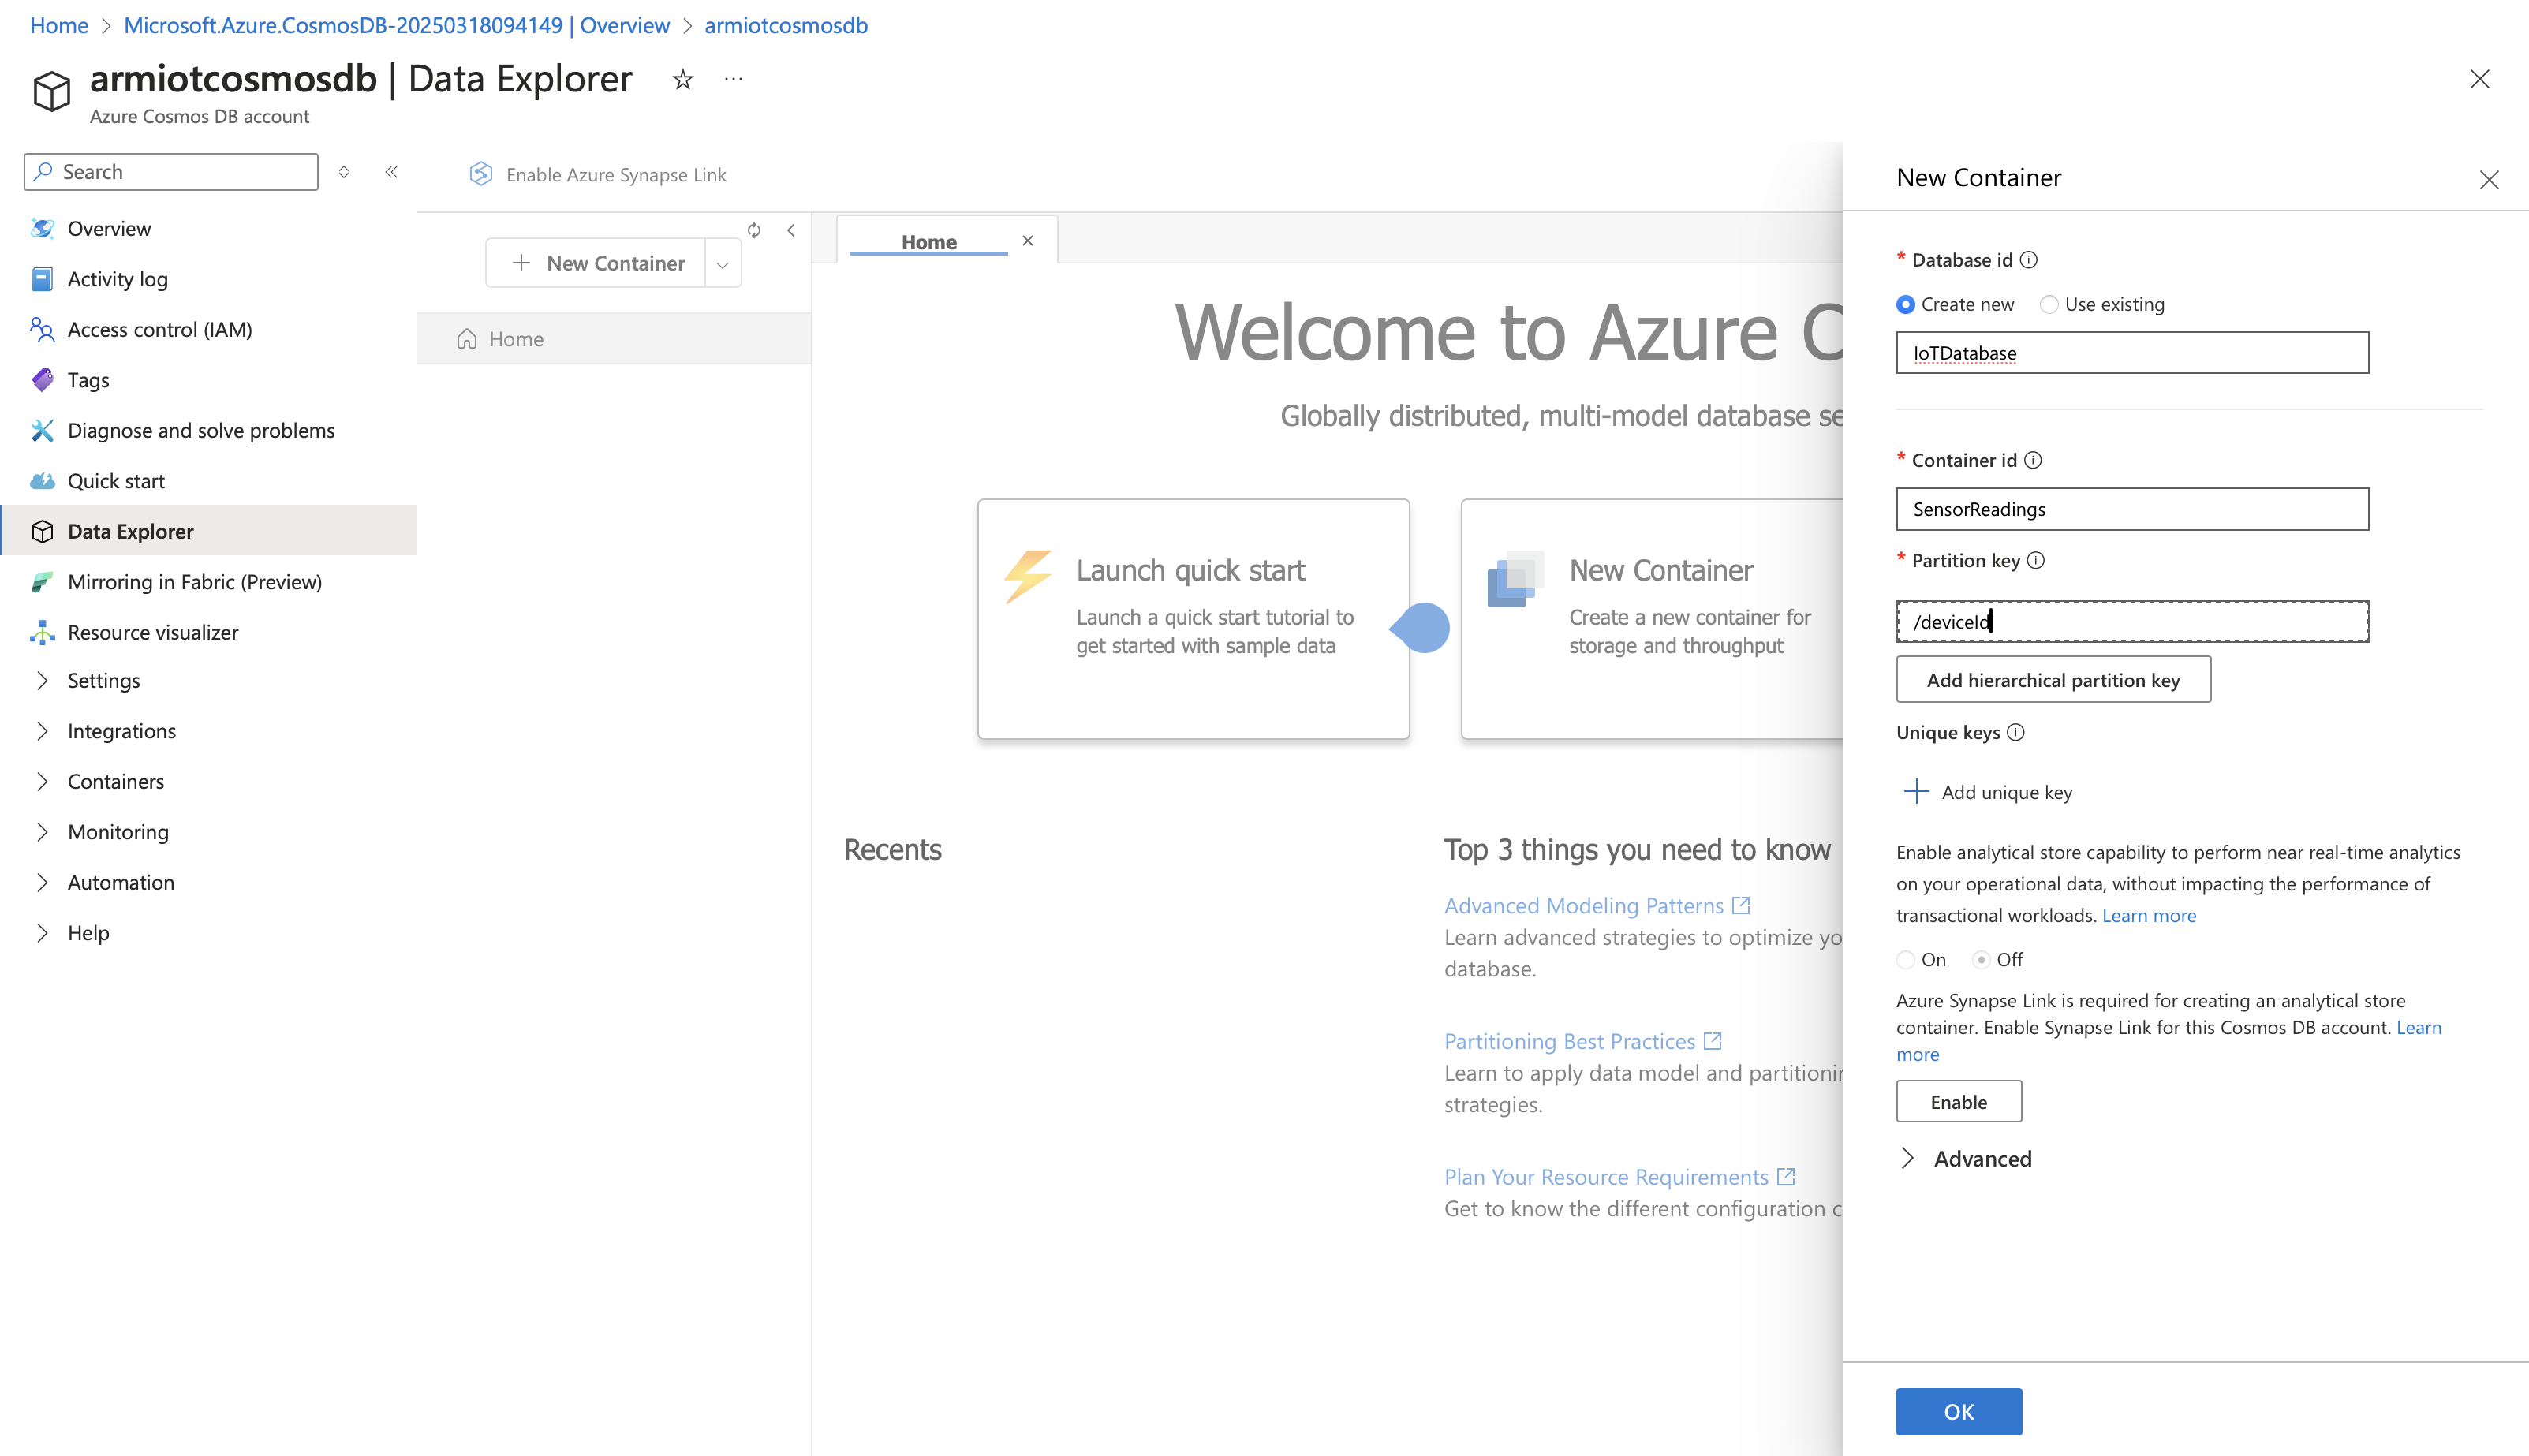 Home > Microsoft.Azure.CosmosDB-20250318094149 | Overview > armiotcosmosdb
armiotcosmosdb | Data Explorer
Azure Cosmos DB account
Search
Overview
Activity log
Access control (IAM)
Tags
Diagnose and solve problems
Quick start
Data Explorer
Mirroring in Fabric (Preview)
Resource visualizer
Settings
Integrations
Containers
Monitoring
Automation
Help
Enable Azure Synapse Link
New Container
Home
Home
Welcome to Azure C
Globally distributed, multi-model database se
Launch quick start
Launch a quick start tutorial to
get started with sample data
New Container
Create a new container for
storage and throughput
Recents
Top 3 things you need to know
Advanced Modeling Patterns
Learn advanced strategies to optimize yo
database.
Partitioning Best Practices
Learn to apply data model and partitionin
strategies.
Plan Your Resource Requirements
Get to know the different configuration c
New Container
* Database id
Create new Use existing
IoTDatabase
* Container id
SensorReadings
* Partition key
/deviceId
Add hierarchical partition key
Unique keys
Add unique key
Enable analytical store capability to perform near real-time analytics
on your operational data, without impacting the performance of
transactional workloads. Learn more
On Off
Azure Synapse Link is required for creating an analytical store
container. Enable Synapse Link for this Cosmos DB account. Learn
more
Enable
Advanced
OK